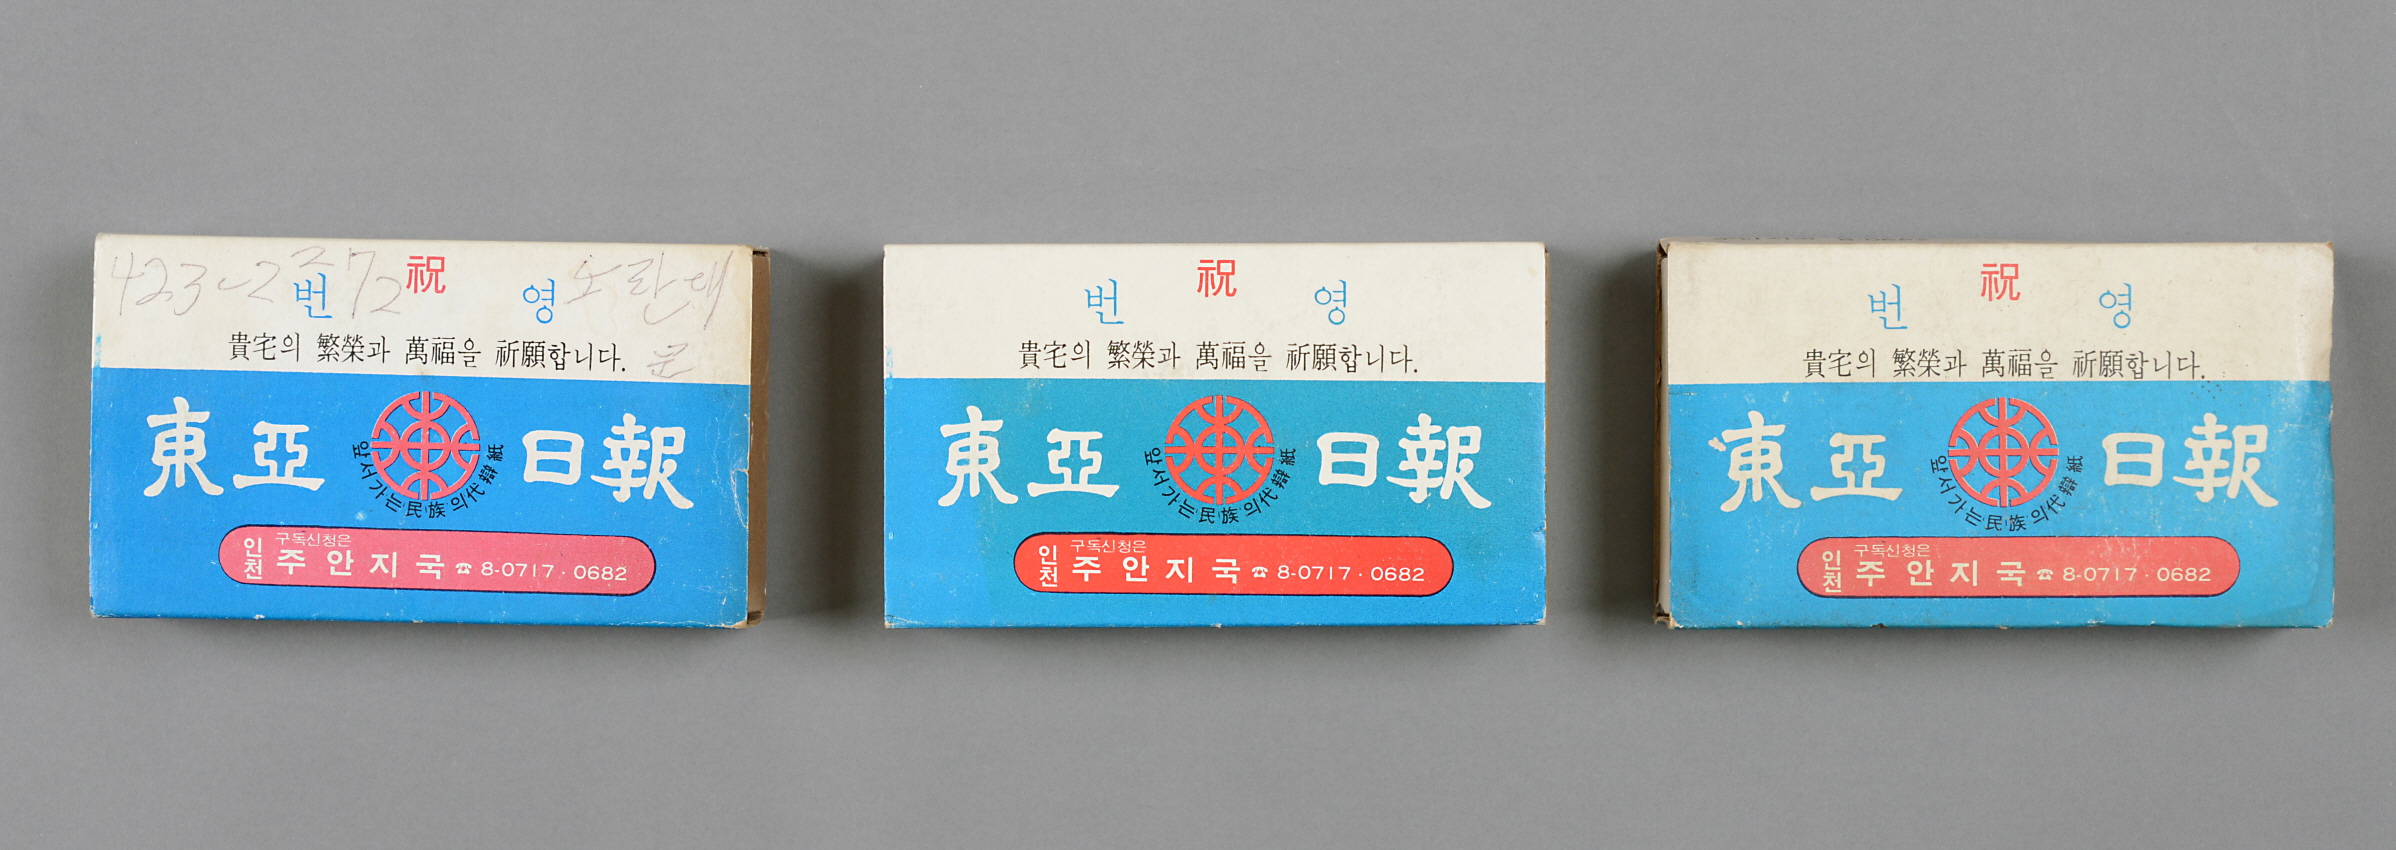 423-2272 노란대문
祝
번 영
貴宅의 繁榮과 萬福을 祈願합니다.
東亞 日報
앞서가는 民族의 代辯紙
인천 구독신청은
주안지국 ☎ 8-0717·0682
祝
번 영
貴宅의 繁榮과 萬福을 祈願합니다.
東亞 日報
앞서가는 民族의 代辯紙
인천 구독신청은
주안지국 ☎ 8-0717·0682
祝
번 영
貴宅의 繁榮과 萬福을 祈願합니다.
東亞 日報
앞서가는 民族의 代辯紙
인천 구독신청은
주안지국 ☎ 8-0717·0682